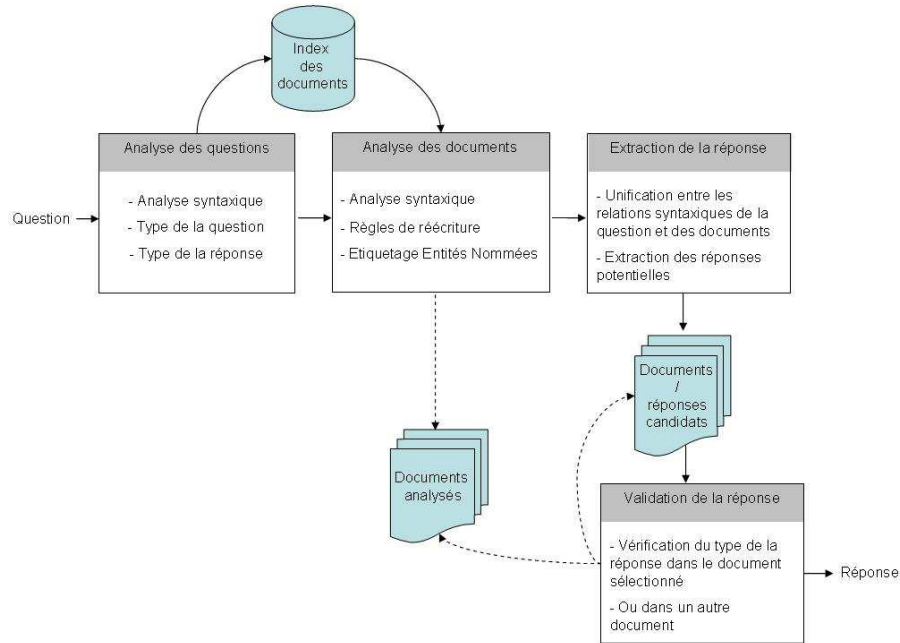 Index
des
documents
Analyse des questions
- Analyse syntaxique
- Type de la question
- Type de la réponse
Question
Analyse des documents
- Analyse syntaxique
- Règles de réécriture
- Etiquetage Entités Nommées
Extraction de la réponse
- Unification entre les
relations syntaxiques de la
question et des documents
- Extraction des réponses
potentielles
Documents
/
réponses
candidats
Documents
analysés
Validation de la réponse
- Vérification du type de la
réponse dans le document
sélectionné
- Ou dans un autre
document
Réponse